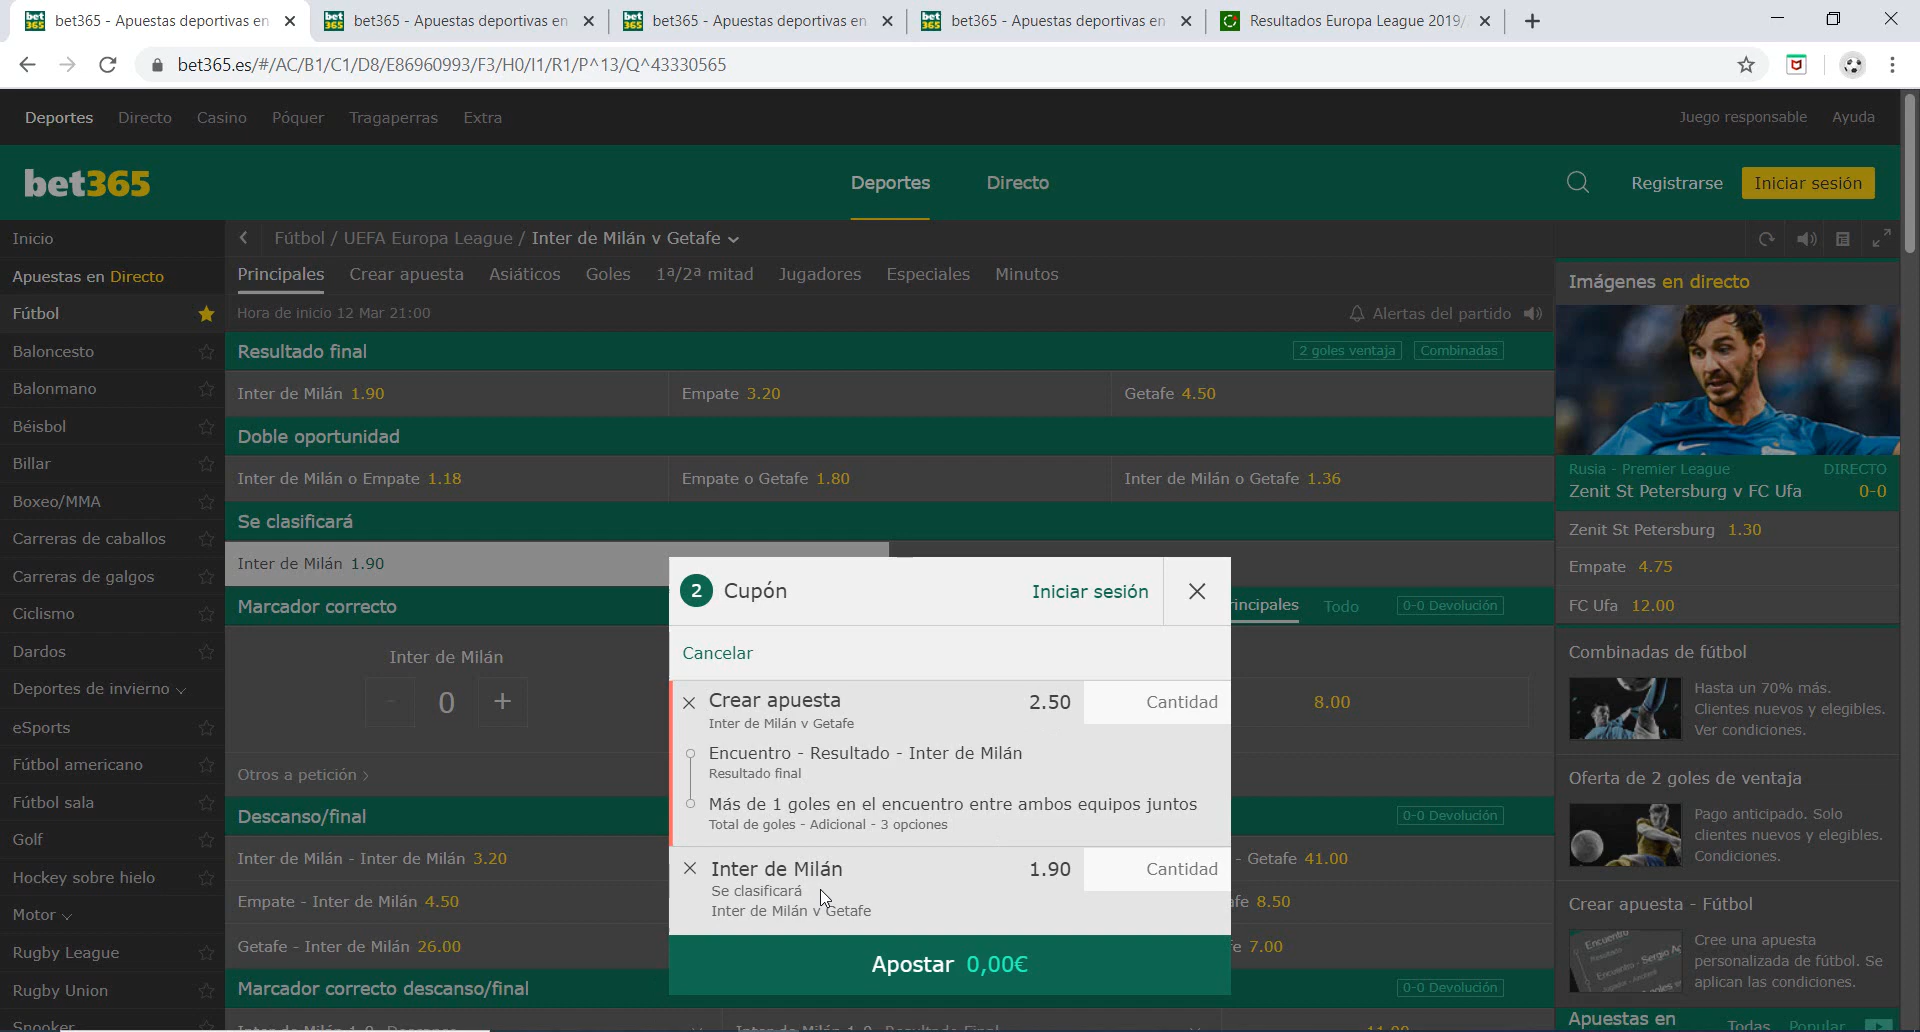 bet365 - Apuestas deportivas en
bet365 - Apuestas deportivas en
bet365 - Apuestas deportivas en
bet365 - Apuestas deportivas en
Resultados Europa League 2019/
bet365.es/#/AC/B1/C1/D8/E86960993/F3/H0/I1/R1/P^13/Q^43330565
Deportes Directo Casino Póquer Tragaperras Extra
Juego responsable Ayuda
bet365
Deportes Directo
Registrarse Iniciar sesión
Inicio
Apuestas en Directo
Fútbol
Baloncesto
Balonmano
Béisbol
Billar
Boxeo/MMA
Carreras de caballos
Carreras de galgos
Ciclismo
Dardos
Deportes de invierno
eSports
Fútbol americano
Fútbol sala
Golf
Hockey sobre hielo
Motor
Rugby League
Rugby Union
Snooker
Fútbol / UEFA Europa League / Inter de Milán v Getafe
Principales Crear apuesta Asiáticos Goles 1ª/2ª mitad Jugadores Especiales Minutos
Hora de inicio 12 Mar 21:00
Alertas del partido
Resultado final
2 goles ventaja Combinadas
Inter de Milán 1.90
Empate 3.20
Getafe 4.50
Doble oportunidad
Inter de Milán o Empate 1.18
Empate o Getafe 1.80
Inter de Milán o Getafe 1.36
Se clasificará
Inter de Milán 1.90
Marcador correcto
rincipales Todo 0-0 Devolución
Inter de Milán
- 0 +
8.00
Otros a petición >
Descanso/final
0-0 Devolución
Inter de Milán - Inter de Milán 3.20
- Getafe 41.00
Empate - Inter de Milán 4.50
fe 8.50
Getafe - Inter de Milán 26.00
e 7.00
Marcador correcto descanso/final
0-0 Devolución
2 Cupón
Iniciar sesión
Cancelar
Crear apuesta 2.50 Cantidad
Inter de Milán v Getafe
Encuentro - Resultado - Inter de Milán
Resultado final
Más de 1 goles en el encuentro entre ambos equipos juntos
Total de goles - Adicional - 3 opciones
Inter de Milán 1.90 Cantidad
Se clasificará
Inter de Milán v Getafe
Apostar 0,00€
Imágenes en directo
Rusia - Premier League DIRECTO
Zenit St Petersburg v FC Ufa 0-0
Zenit St Petersburg 1.30
Empate 4.75
FC Ufa 12.00
Combinadas de fútbol
Hasta un 70% más.
Clientes nuevos y elegibles.
Ver condiciones.
Oferta de 2 goles de ventaja
Pago anticipado. Solo
clientes nuevos y elegibles.
Condiciones.
Crear apuesta - Fútbol
Encuentro
Resultado
Cree una apuesta
personalizada de fútbol. Se
aplican las condiciones.
Apuestas en
Todas Popular